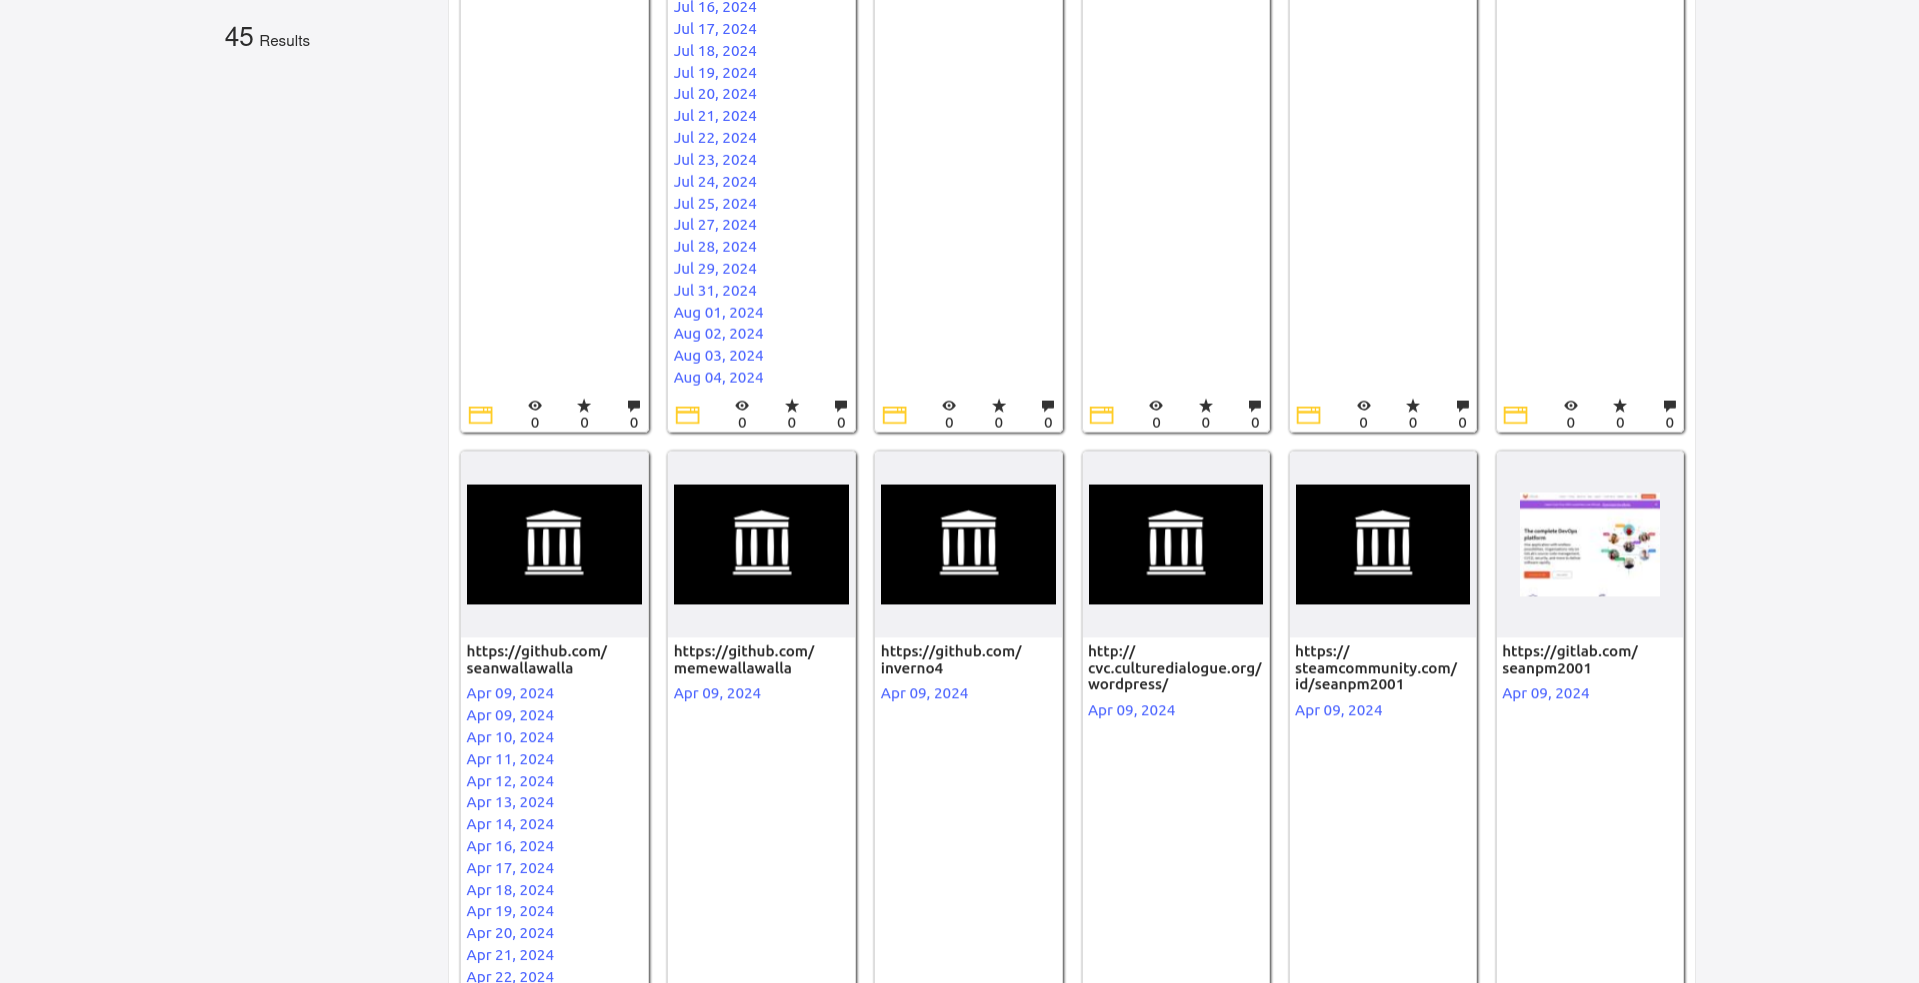 45 Results
Jul 16, 2024
Jul 17, 2024
Jul 18, 2024
Jul 19, 2024
Jul 20, 2024
Jul 21, 2024
Jul 22, 2024
Jul 23, 2024
Jul 24, 2024
Jul 25, 2024
Jul 27, 2024
Jul 28, 2024
Jul 29, 2024
Jul 31, 2024
Aug 01, 2024
Aug 02, 2024
Aug 03, 2024
Aug 04, 2024
0 0 0
0 0 0
0 0 0
0 0 0
0 0 0
0 0 0
https://github.com/
seanwallawalla
Apr 09, 2024
Apr 09, 2024
Apr 10, 2024
Apr 11, 2024
Apr 12, 2024
Apr 13, 2024
Apr 14, 2024
Apr 16, 2024
Apr 17, 2024
Apr 18, 2024
Apr 19, 2024
Apr 20, 2024
Apr 21, 2024
Apr 22, 2024
https://github.com/
memewallawalla
Apr 09, 2024
https://github.com/
inverno4
Apr 09, 2024
http://
cvc.culturedialogue.org/
wordpress/
Apr 09, 2024
https://
steamcommunity.com/
id/seanpm2001
Apr 09, 2024
The complete DevOps
platform
https://gitlab.com/
seanpm2001
Apr 09, 2024